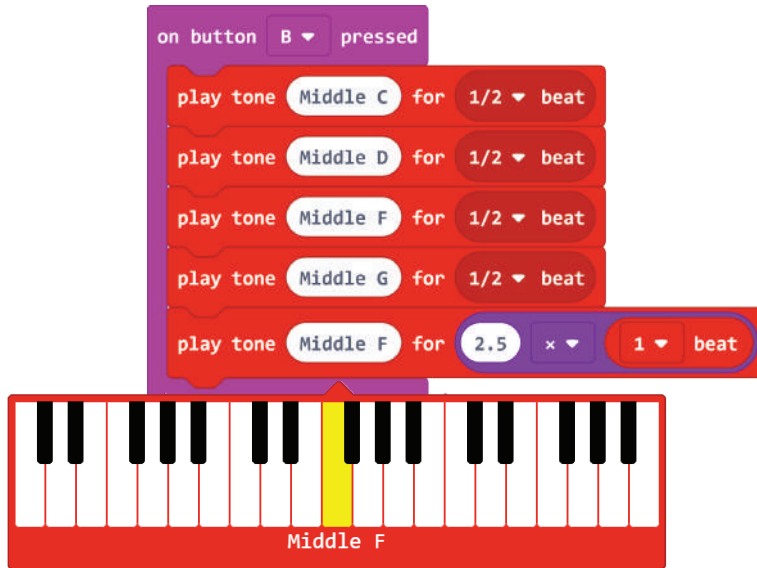 on button B pressed
play tone Middle C for 1/2 beat
play tone Middle D for 1/2 beat
play tone Middle F for 1/2 beat
play tone Middle G for 1/2 beat
play tone Middle F for 2.5 × 1 beat
Middle F